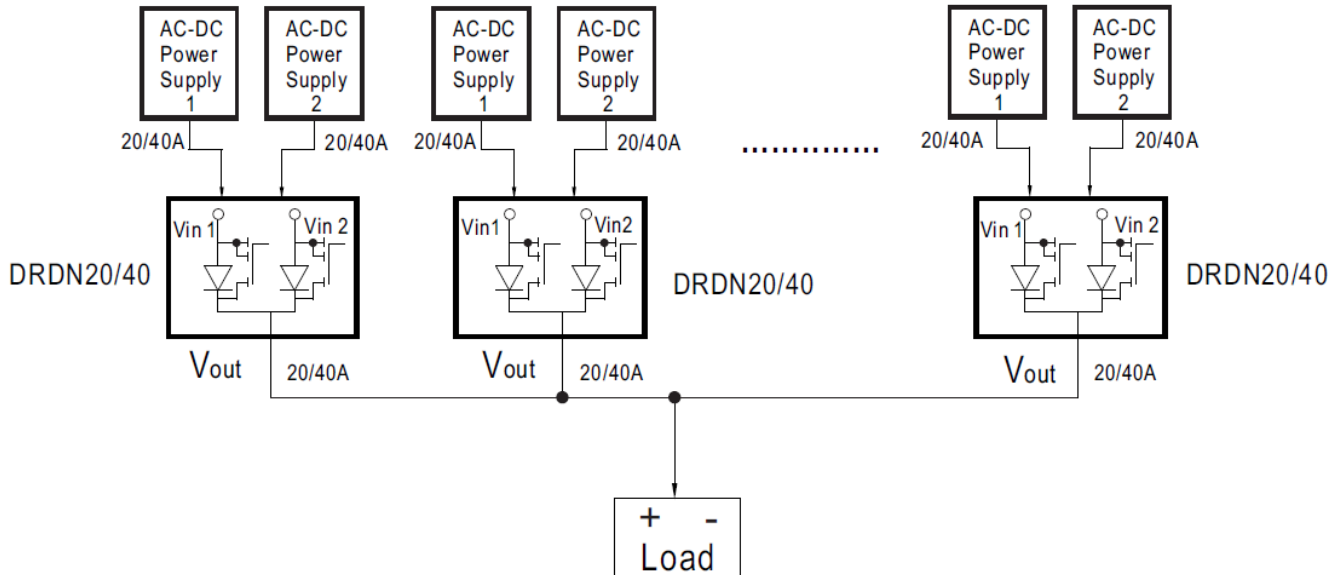 AC-DC
Power
Supply
1
AC-DC
Power
Supply
2
AC-DC
Power
Supply
1
AC-DC
Power
Supply
2
AC-DC
Power
Supply
1
AC-DC
Power
Supply
2
20/40A
20/40A
20/40A
20/40A
..............
20/40A
20/40A
Vin 1
Vin 2
Vin1
Vin2
Vin 1
Vin 2
DRDN20/40
DRDN20/40
DRDN20/40
Vout
20/40A
Vout
20/40A
Vout
20/40A
+ -
Load